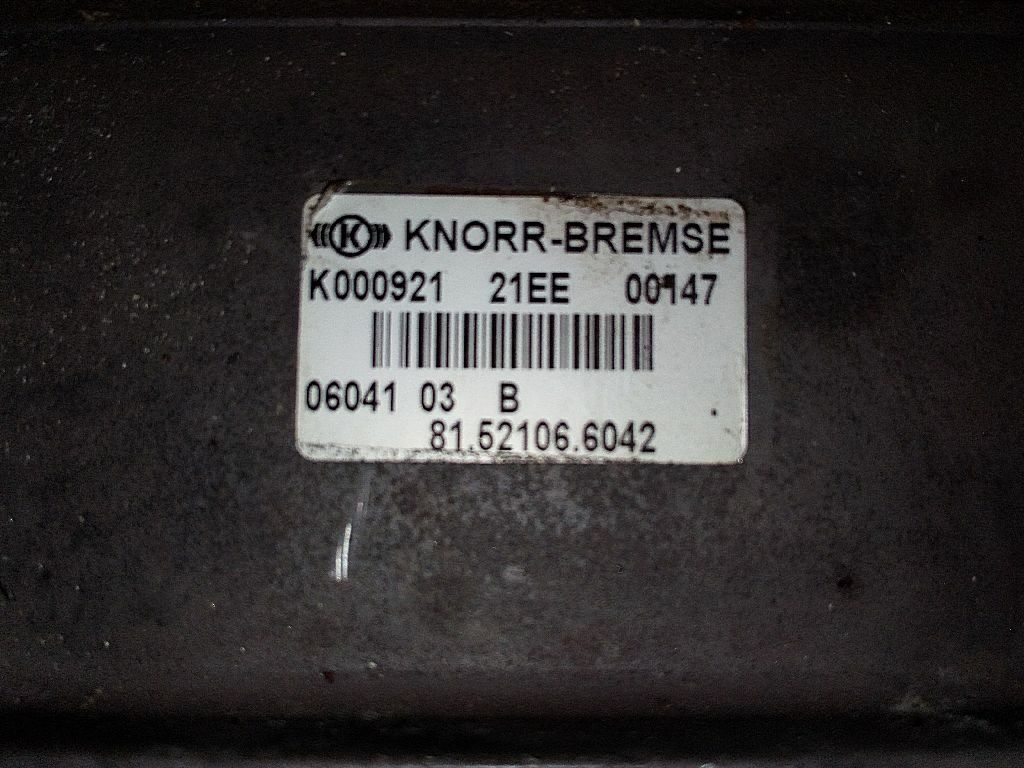 K KNORR-BREMSE
K000921 21EE 00147
06041 03 B
81.52106.6042